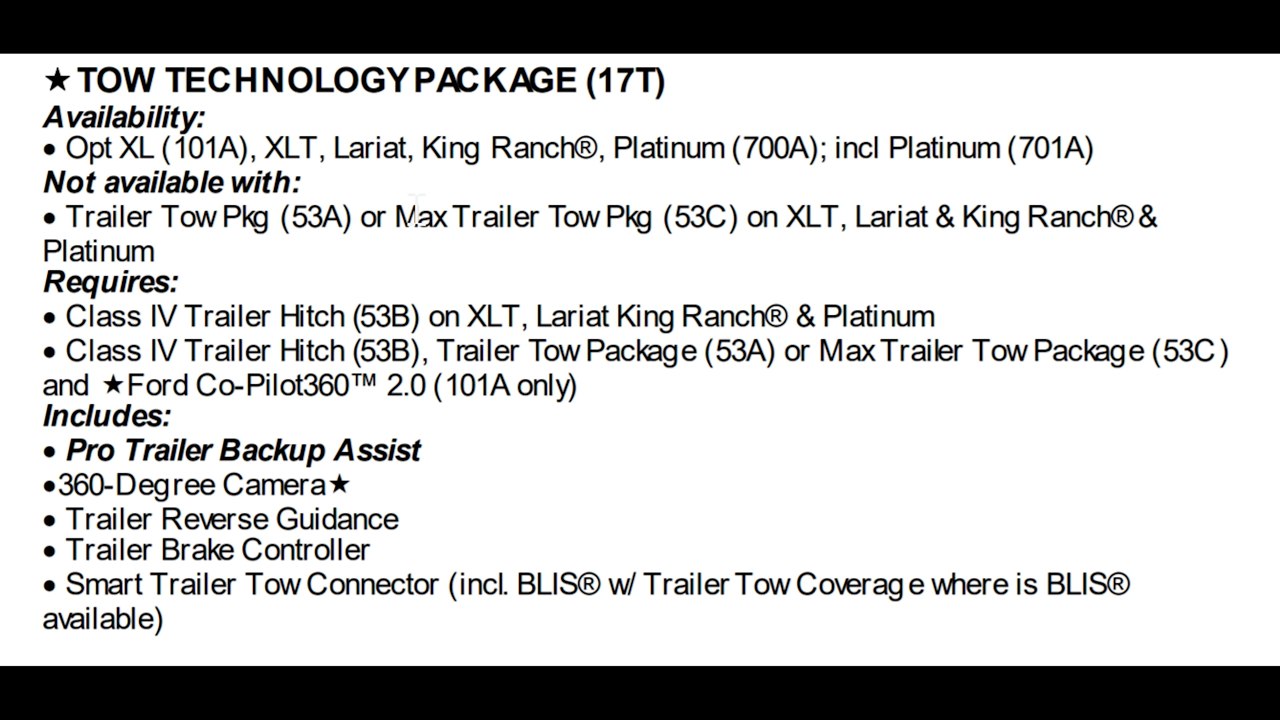 ★ TOW TECHNOLOGY PACKAGE (17T)
Availability:
• Opt XL (101A), XLT, Lariat, King Ranch®, Platinum (700A); incl Platinum (701A)
Not available with:
• Trailer Tow Pkg (53A) or Max Trailer Tow Pkg (53C) on XLT, Lariat & King Ranch® &
Platinum
Requires:
• Class IV Trailer Hitch (53B) on XLT, Lariat King Ranch® & Platinum
• Class IV Trailer Hitch (53B), Trailer Tow Package (53A) or Max Trailer Tow Package (53C)
and ★Ford Co-Pilot360™ 2.0 (101A only)
Includes:
• Pro Trailer Backup Assist
•360-Degree Camera★
• Trailer Reverse Guidance
• Trailer Brake Controller
• Smart Trailer Tow Connector (incl. BLIS® w/ Trailer Tow Coverage where is BLIS®
available)